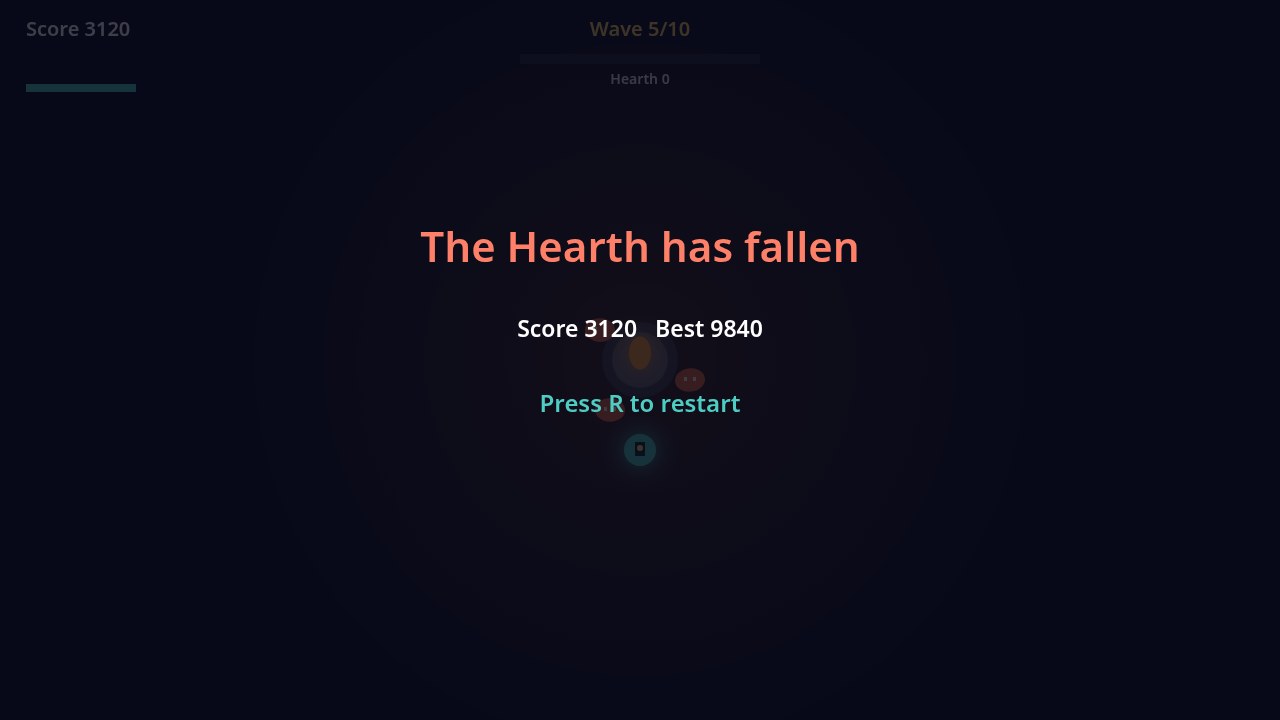 Score 3120
Wave 5/10
Hearth 0
The Hearth has fallen
Score 3120 Best 9840
Press R to restart